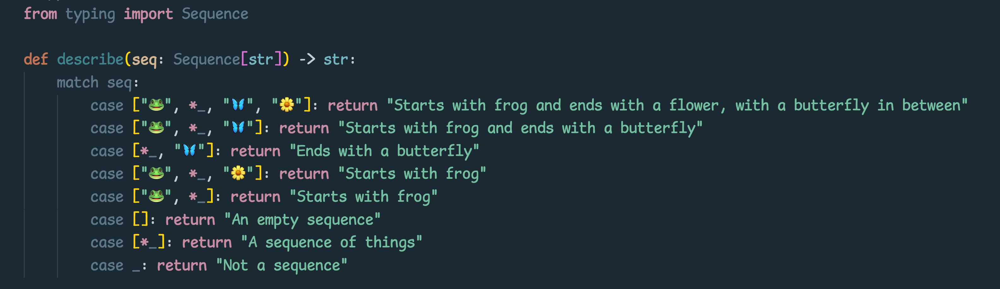 from typing import Sequence
def describe(seq: Sequence[str]) -> str:
    match seq:
        case ["🐸", *_, "🦋", "🌼"]: return "Starts with frog and ends with a flower, with a butterfly in between"
        case ["🐸", *_, "🦋"]: return "Starts with frog and ends with a butterfly"
        case [*_, "🦋"]: return "Ends with a butterfly"
        case ["🐸", *_, "🌼"]: return "Starts with frog"
        case ["🐸", *_]: return "Starts with frog"
        case []: return "An empty sequence"
        case [*_]: return "A sequence of things"
        case _: return "Not a sequence"